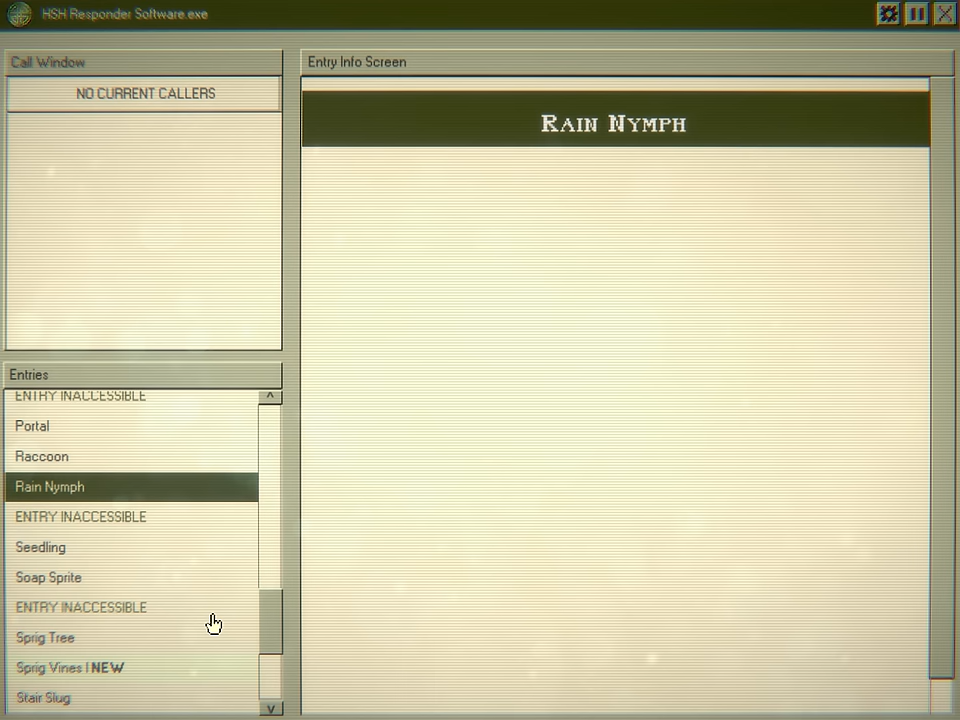 HSH Responder Software.exe
Call Window
NO CURRENT CALLERS
Entry Info Screen
Rain Nymph
Entries
ENTRY INACCESSIBLE
Portal
Raccoon
Rain Nymph
ENTRY INACCESSIBLE
Seedling
Soap Sprite
ENTRY INACCESSIBLE
Sprig Tree
Sprig Vines | NEW
Stair Slug